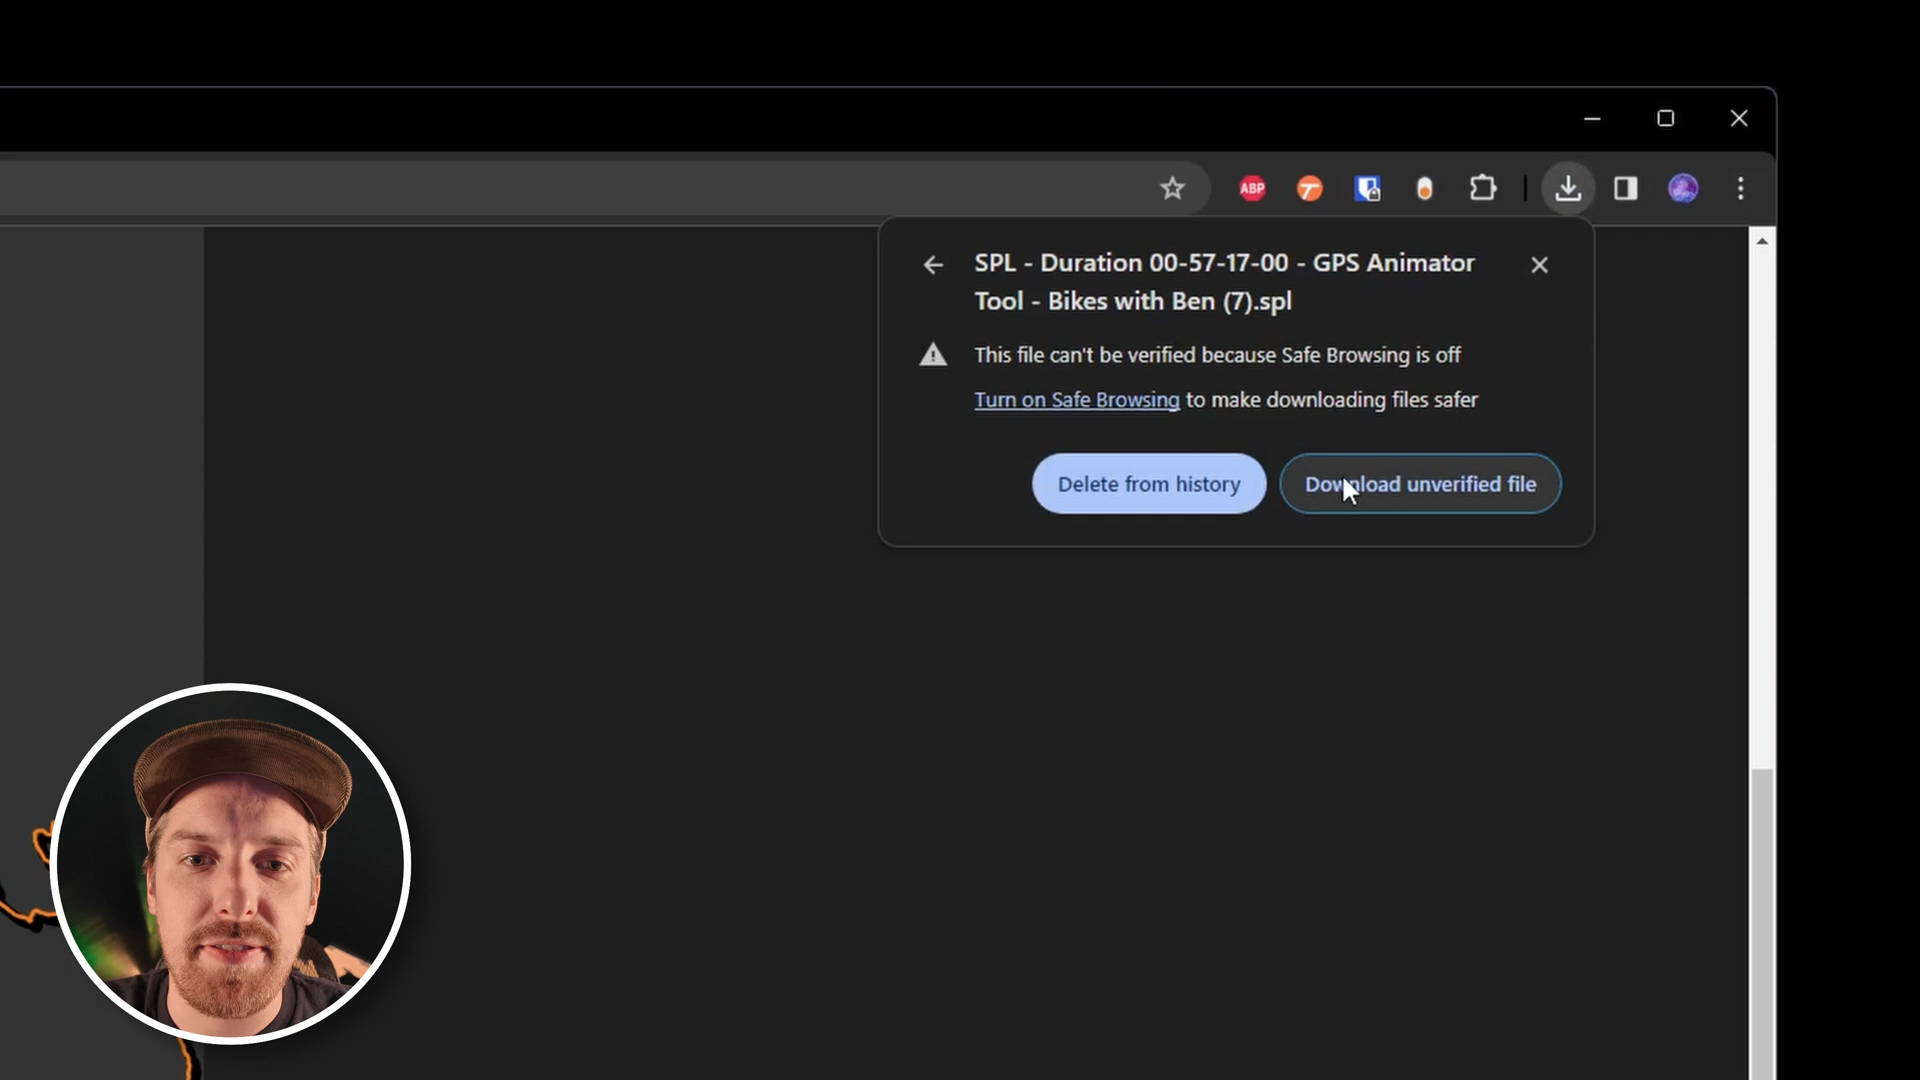 ABP
SPL - Duration 00-57-17-00 - GPS Animator
Tool - Bikes with Ben (7).spl
This file can't be verified because Safe Browsing is off
Turn on Safe Browsing to make downloading files safer
Delete from history
Download unverified file